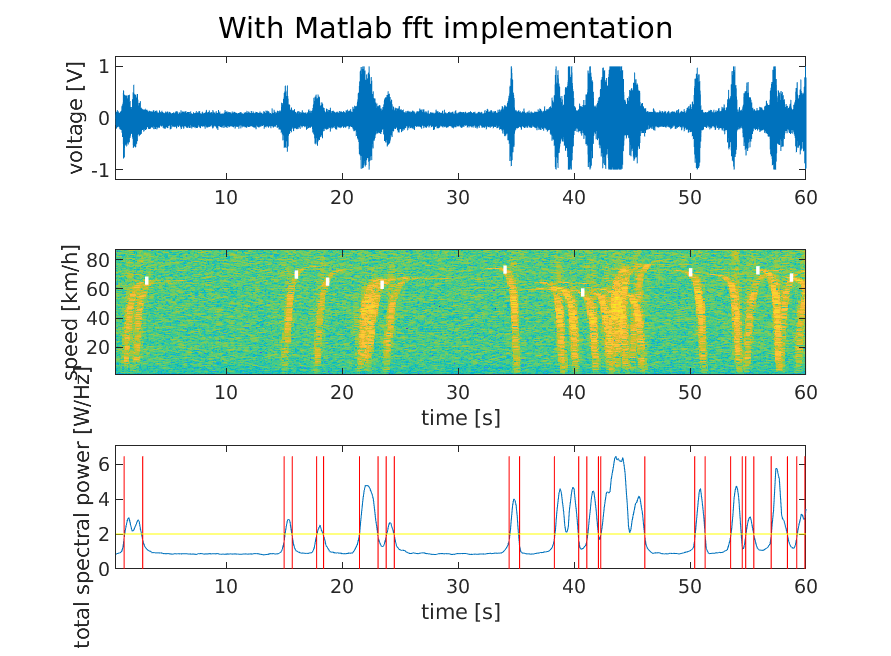 With Matlab fft implementation
voltage [V]
1
0
-1
10 20 30 40 50 60
speed [km/h]
80
60
40
20
10 20 30 40 50 60
time [s]
total spectral power [W/Hz]
6
4
2
0
10 20 30 40 50 60
time [s]